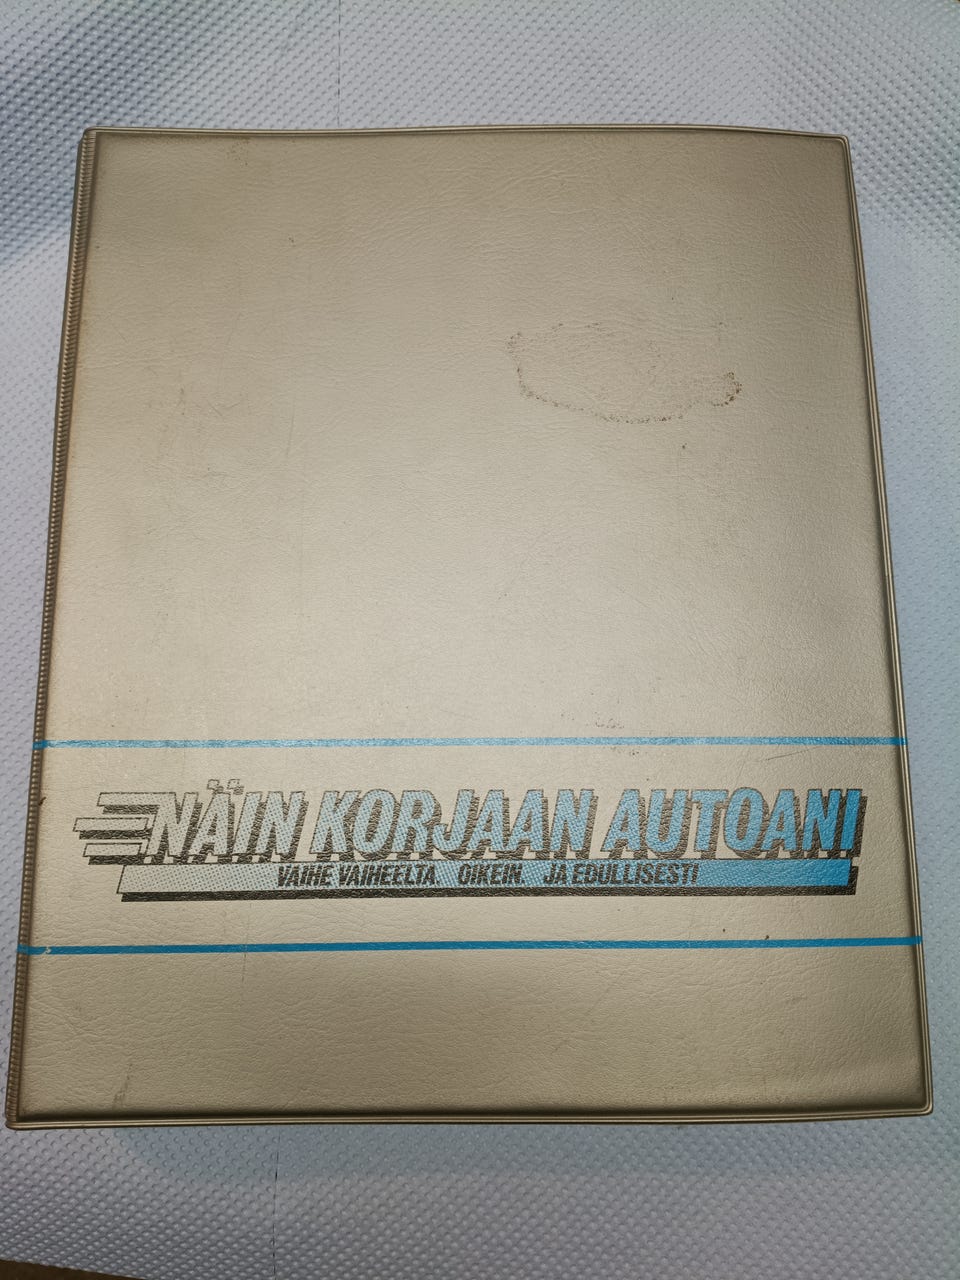 NÄIN KORJAAN AUTOANI
VAIHE VAIHEELTA OIKEIN. JA EDULLISESTI